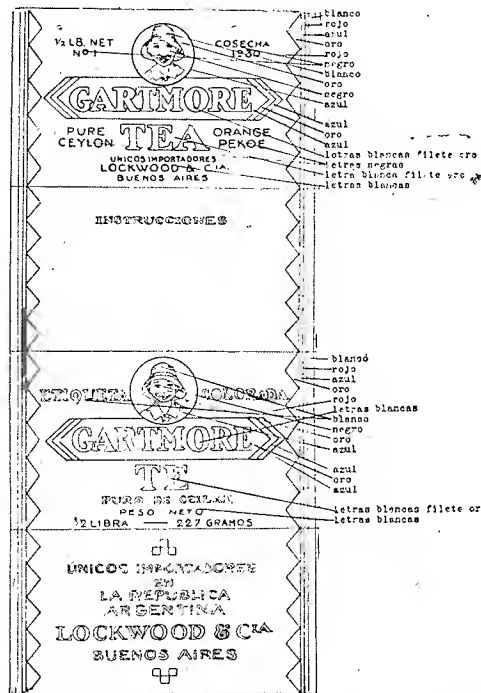 ½ LB. NET
Nº 1
COSECHA
1930
GARTMORE
PURE
CEYLON
TEA
ORANGE
PEKOE
UNICOS IMPORTADORES
LOCKWOOD & CIA
BUENOS AIRES
blanco
rojo
azul
oro
rojo
negro
blanco
oro
negro
azul
azul
oro
azul
letras blancas filete oro
letras negras
letra blanca filete oro
letras blancas
INSTRUCCIONES
ETIQUETA COLORADA
GARTMORE
TE
PURO DE CEILAN
PESO NETO
½ LIBRA — 227 GRAMOS
blanco
rojo
azul
oro
rojo
letras blancas
blanco
negro
oro
azul
azul
oro
azul
letras blancas filete or
letras blancas
ÚNICOS IMPORTADORES
EN
LA REPUBLICA
ARGENTINA
LOCKWOOD & CIA
BUENOS AIRES